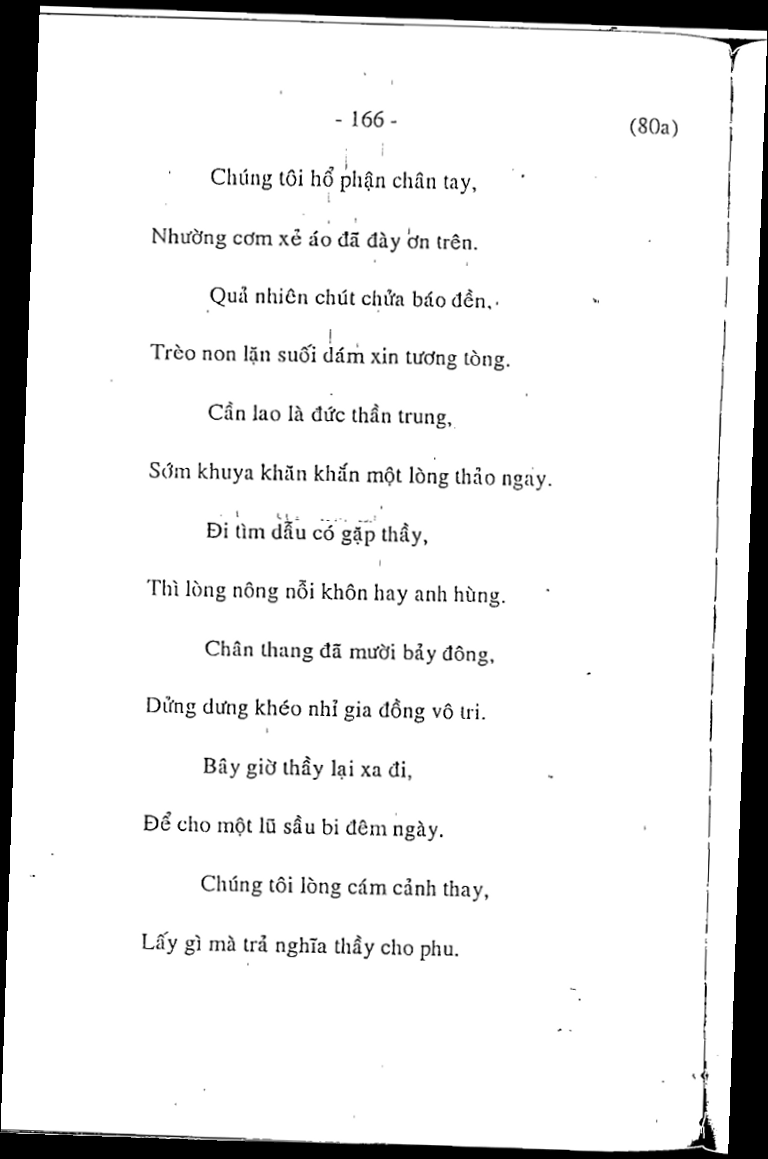 - 166 -
(80a)
Chúng tôi hổ phận chân tay,
Nhường cơm xẻ áo đã đày ơn trên.
Quả nhiên chút chửa báo đền,
Trèo non lặn suối dám xin tương tòng.
Cần lao là đức thần trung,
Sớm khuya khăn khắn một lòng thảo ngay.
Đi tìm dẫu có gặp thầy,
Thì lòng nông nỗi khôn hay anh hùng.
Chân thang đã mười bảy đông,
Dửng dưng khéo nhỉ gia đồng vô tri.
Bây giờ thầy lại xa đi,
Để cho một lũ sầu bi đêm ngày.
Chúng tôi lòng cám cảnh thay,
Lấy gì mà trả nghĩa thầy cho phu.